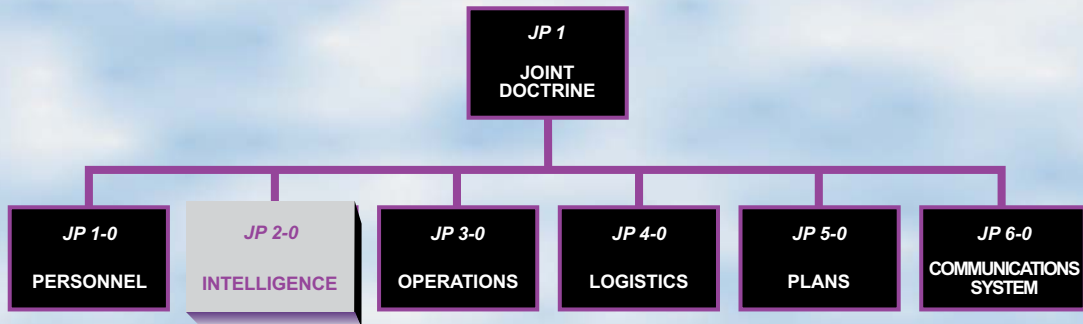 JP 1
JOINT
DOCTRINE
JP 1-0
PERSONNEL
JP 2-0
INTELLIGENCE
JP 3-0
OPERATIONS
JP 4-0
LOGISTICS
JP 5-0
PLANS
JP 6-0
COMMUNICATIONS
SYSTEM